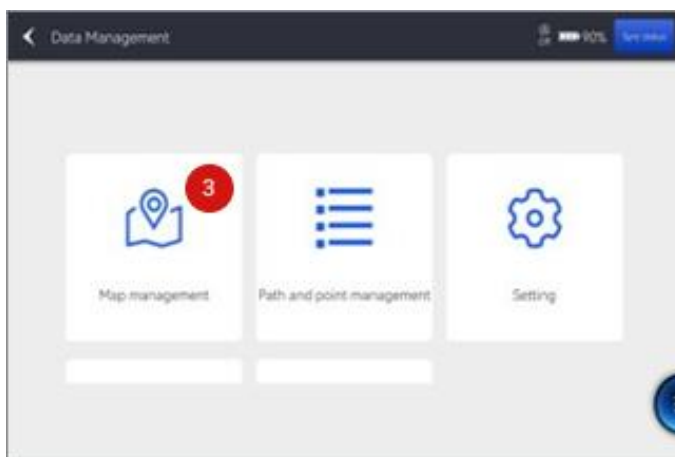 Data Management
90%
3
Map management
Path and point management
Setting